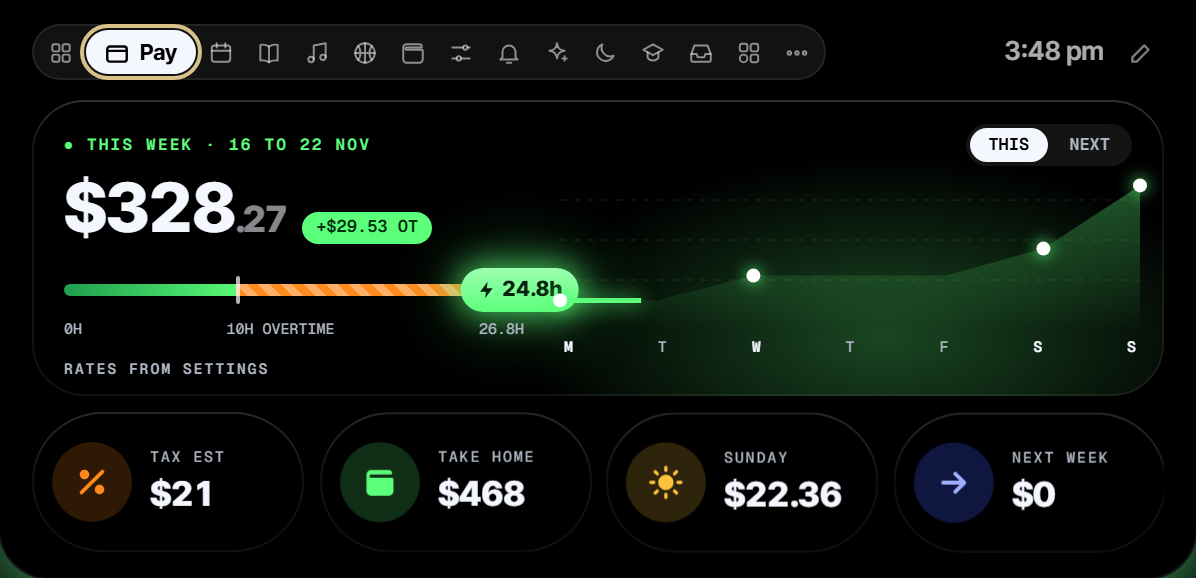 Pay
3:48 pm
● THIS WEEK · 16 TO 22 NOV
THIS NEXT
$328.27
+$29.53 OT
24.8h
0H 10H OVERTIME 26.8H
M T W T F S S
RATES FROM SETTINGS
TAX EST
$21
TAKE HOME
$468
SUNDAY
$22.36
NEXT WEEK
$0